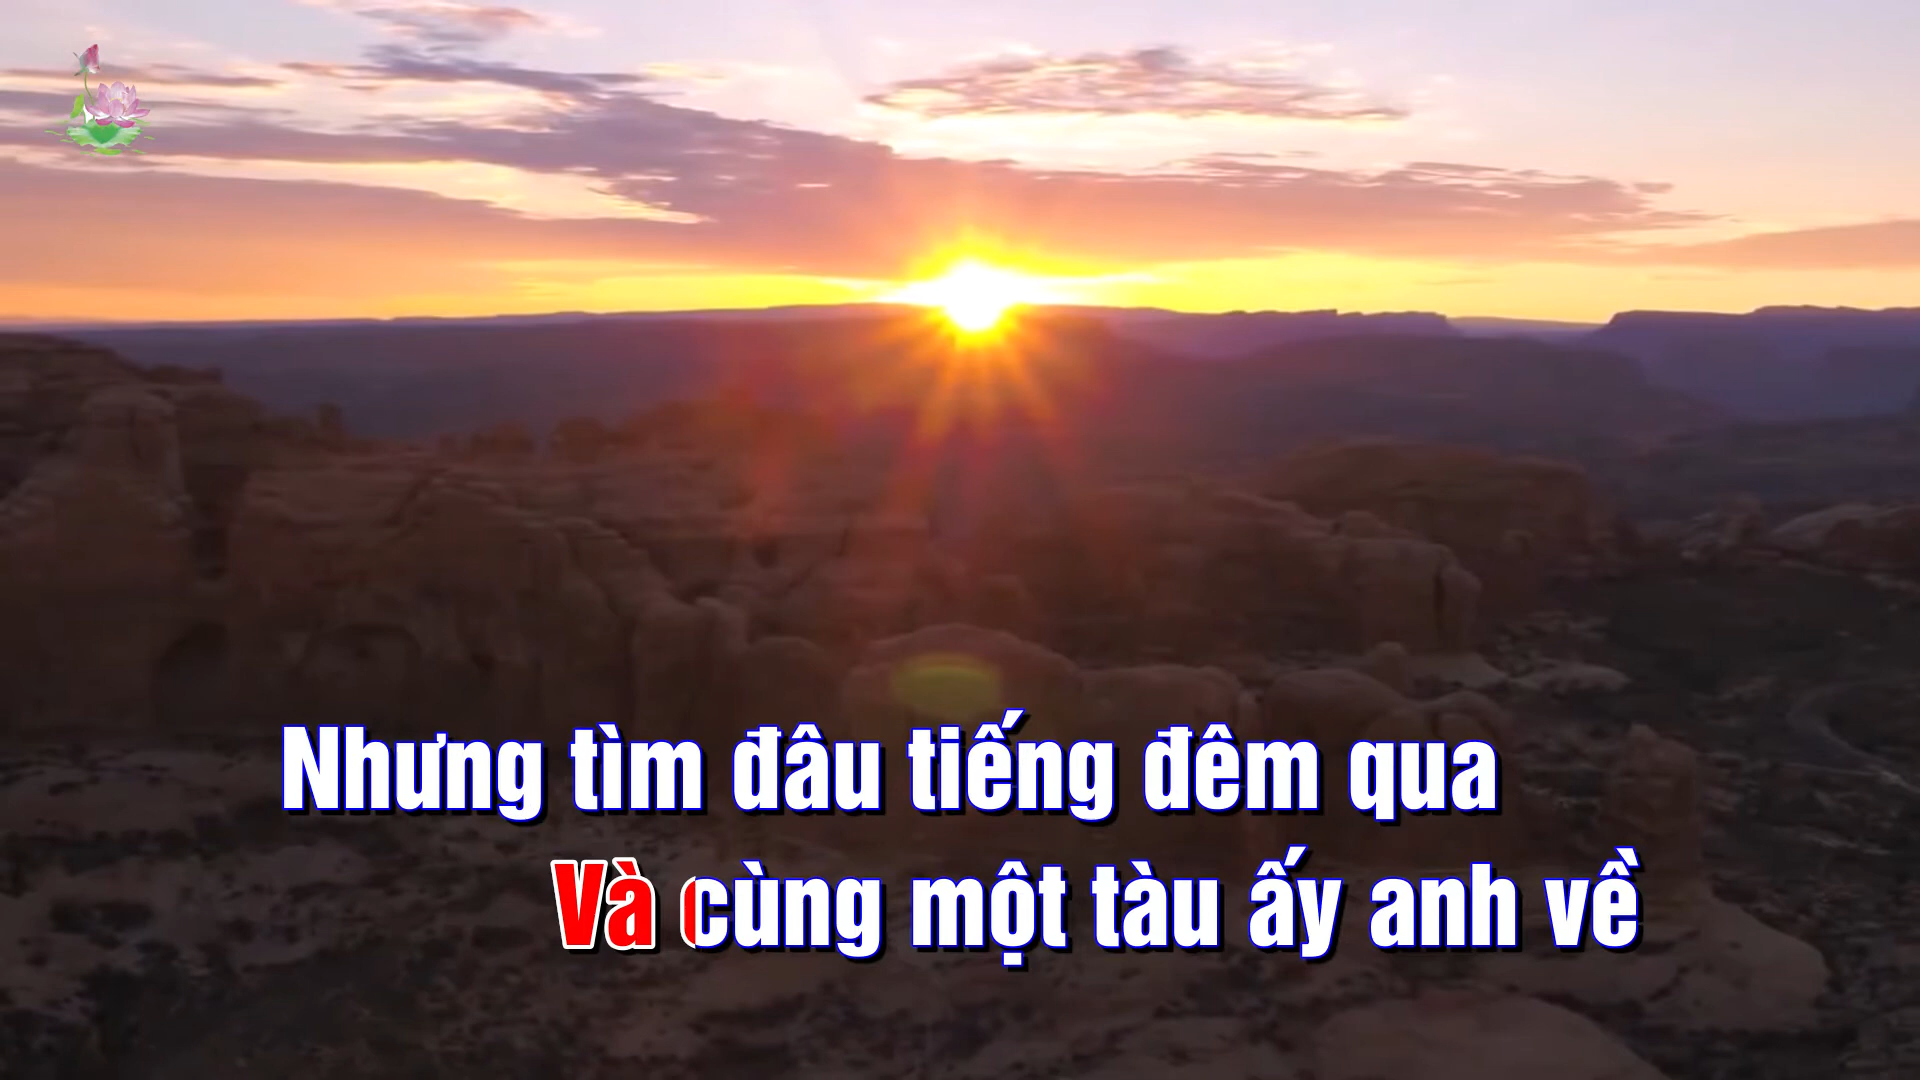 Nhưng tìm đâu tiếng đêm qua
Và cùng một tàu ấy anh về